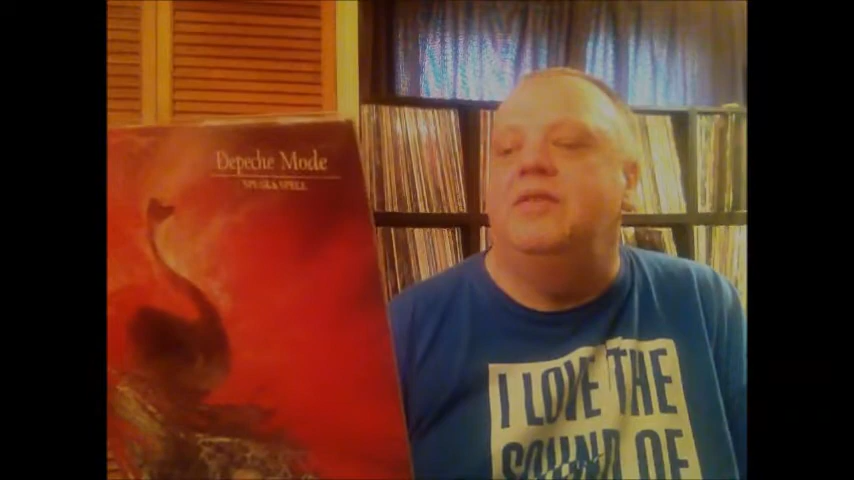 Depeche Mode
SPEAK & SPELL
I LOVE THE
SOUND OF